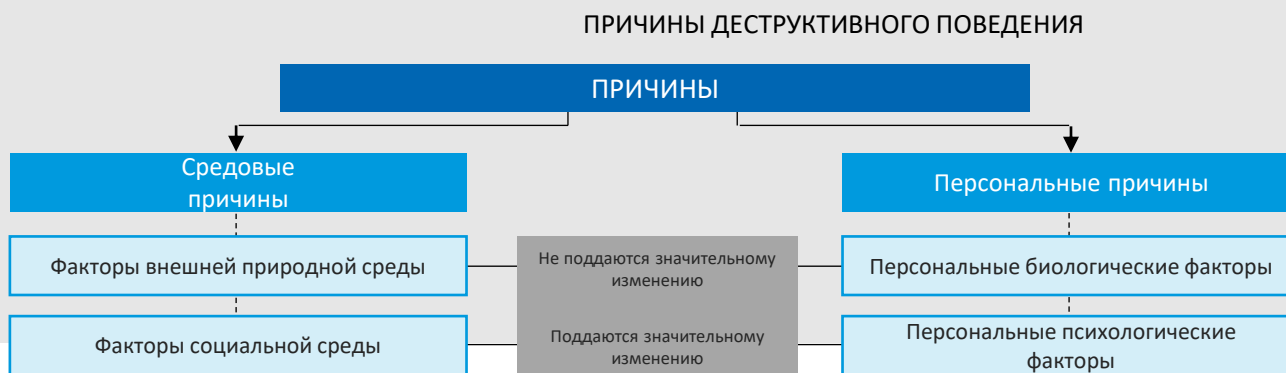 ПРИЧИНЫ ДЕСТРУКТИВНОГО ПОВЕДЕНИЯ
ПРИЧИНЫ
Средовые
причины
Персональные причины
Факторы внешней природной среды
Не поддаются значительному
изменению
Персональные биологические факторы
Факторы социальной среды
Поддаются значительному
изменению
Персональные психологические
факторы